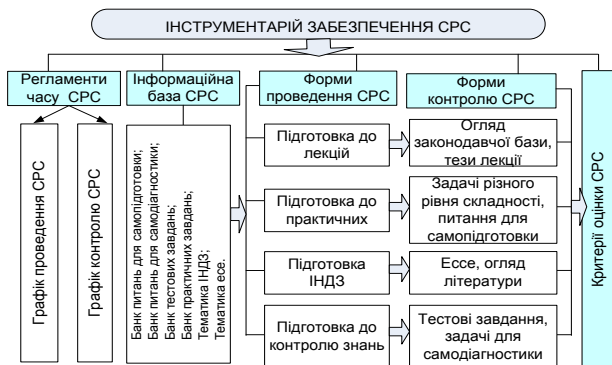 ІНСТРУМЕНТАРІЙ ЗАБЕЗПЕЧЕННЯ СРС
Регламенти
часу СРС
Інформаційна
база СРС
Форми
проведення СРС
Форми
контролю СРС
Графік проведення СРС
Графік контролю СРС
Банк питань для самопідготовки;
Банк питань для самодіагностики;
Банк тестових завдань;
Банк практичних завдань;
Тематика ІНДЗ;
Тематика есе.
Підготовка до
лекцій
Огляд
законодавчої бази,
тези лекції
Підготовка до
практичних
Задачі різного
рівня складності,
питання для
самопідготовки
Підготовка
ІНДЗ
Ессе, огляд
літератури
Підготовка до
контролю знань
Тестові завдання,
задачі для
самодіагностики
Критерії оцінки СРС